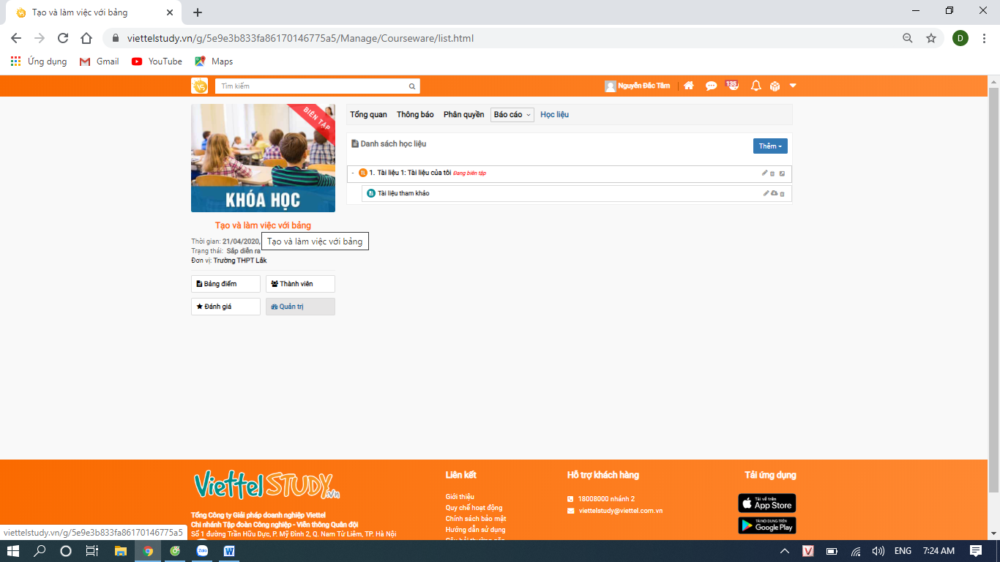 Tạo và làm việc với bảng
viettelstudy.vn/g/5e9e3b833fa86170146775a5/Manage/Courseware/list.html
D
Ứng dụng Gmail YouTube Maps
Tìm kiếm
Nguyễn Đắc Tâm
135
BIÊN TẬP
KHÓA HỌC
Tạo và làm việc với bảng
Thời gian: 21/04/2020,
Tạo và làm việc với bảng
Trạng thái: Sắp diễn ra
Đơn vị: Trường THPT Lắk
Bảng điểm Thành viên
Đánh giá Quản trị
Tổng quan Thông báo Phân quyền Báo cáo Học liệu
Danh sách học liệu
Thêm
- TL 1. Tài liệu 1: Tài liệu của tôi Đang biên tập
Tài liệu tham khảo
ViettelSTUDY.vn
Tổng Công ty Giải pháp doanh nghiệp Viettel
Chi nhánh Tập đoàn Công nghiệp - Viễn thông Quân đội
Số 1 đường Trần Hữu Dực, P. Mỹ Đình 2, Q. Nam Từ Liêm, TP. Hà Nội
Liên kết
Giới thiệu
Quy chế hoạt động
Chính sách bảo mật
Hướng dẫn sử dụng
Câu hỏi thường gặp
Hỗ trợ khách hàng
18008000 nhánh 2
viettelstudy@viettel.com.vn
Tải ứng dụng
Tải về trên
App Store
TẢI NỘI DUNG TRÊN
Google Play
viettelstudy.vn/g/5e9e3b833fa86170146775a5
Zalo
W
V
ENG
7:24 AM